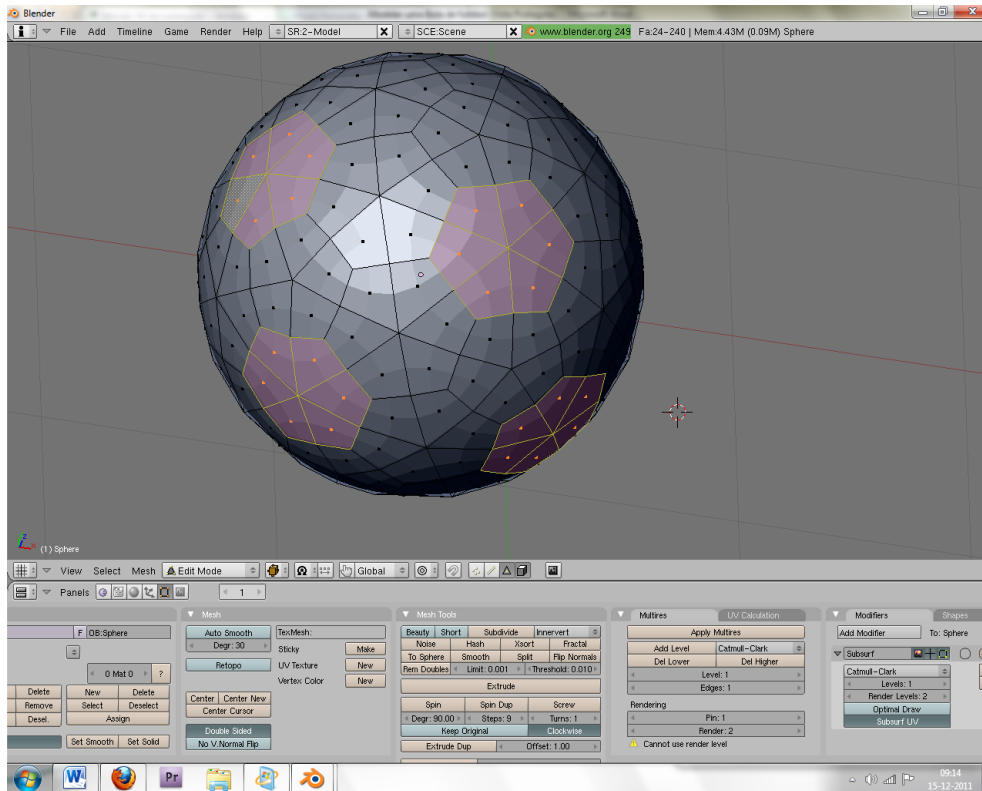 Blender
File Add Timeline Game Render Help SR:2-Model X SCE:Scene X www.blender.org 249 Fa:24-240 | Mem:4.43M (0.09M) Sphere
z
x (1) Sphere
View Select Mesh Edit Mode Global
Panels 1
Mesh Mesh Tools Multires UV Calculation Modifiers Shapes
F OB:Sphere
0 Mat 0 ?
Delete New Delete
Remove Select Deselect
Desel. Assign
Set Smooth Set Solid
Auto Smooth
Degr: 30
Retopo
Center Center New
Center Cursor
Double Sided
No V.Normal Flip
TexMesh:
Sticky Make
UV Texture New
Vertex Color New
Beauty Short Subdivide Innervert
Noise Hash Xsort Fractal
To Sphere Smooth Split Flip Normals
Rem Doubles Limit: 0.001 Threshold: 0.010
Extrude
Spin Spin Dup Screw
Degr: 90.00 Steps: 9 Turns: 1
Keep Original Clockwise
Extrude Dup Offset: 1.00
Apply Multires
Add Level Catmull-Clark
Del Lower Del Higher
Level: 1
Edges: 1
Rendering
Pin: 1
Render: 2
Cannot use render level
Add Modifier To: Sphere
Subsurf
Catmull-Clark
Levels: 1
Render Levels: 2
Optimal Draw
Subsurf UV
W Pr
09:14
15-12-2011